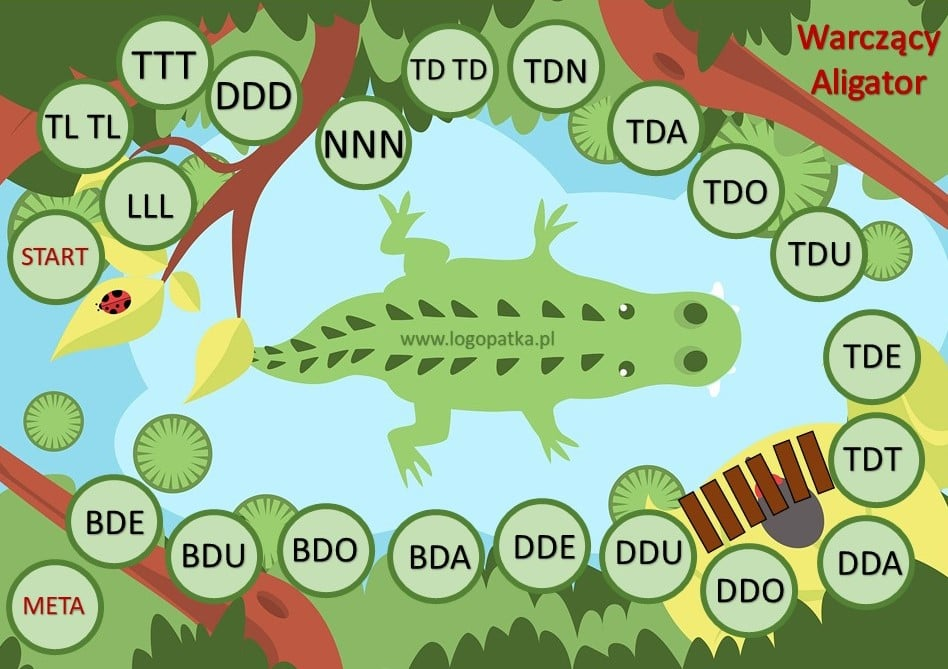 Warczący
Aligator
START
LLL
TL TL
TTT
DDD
NNN
TD TD
TDN
TDA
TDO
TDU
TDE
TDT
DDA
DDO
DDU
DDE
BDA
BDO
BDU
BDE
META
www.logopatka.pl